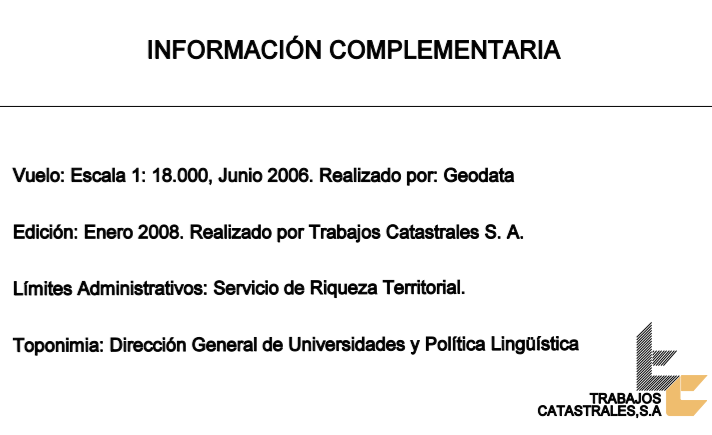 INFORMACIÓN COMPLEMENTARIA
Vuelo: Escala 1: 18.000, Junio 2006. Realizado por: Geodata
Edición: Enero 2008. Realizado por Trabajos Catastrales S. A.
Límites Administrativos: Servicio de Riqueza Territorial.
Toponimia: Dirección General de Universidades y Política Lingüística
TRABAJOS
CATASTRALES,S.A